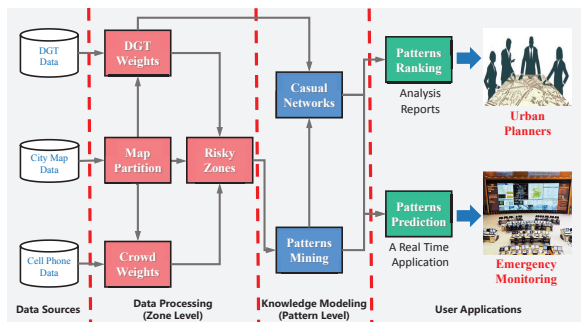 DGT
Data
City Map
Data
Cell Phone
Data
Data Sources
DGT
Weights
Map
Partition
Risky
Zones
Crowd
Weights
Data Processing
(Zone Level)
Casual
Networks
Patterns
Mining
Knowledge Modeling
(Pattern Level)
Patterns
Ranking
Analysis
Reports
Urban
Planners
Patterns
Prediction
A Real Time
Application
Emergency
Monitoring
User Applications